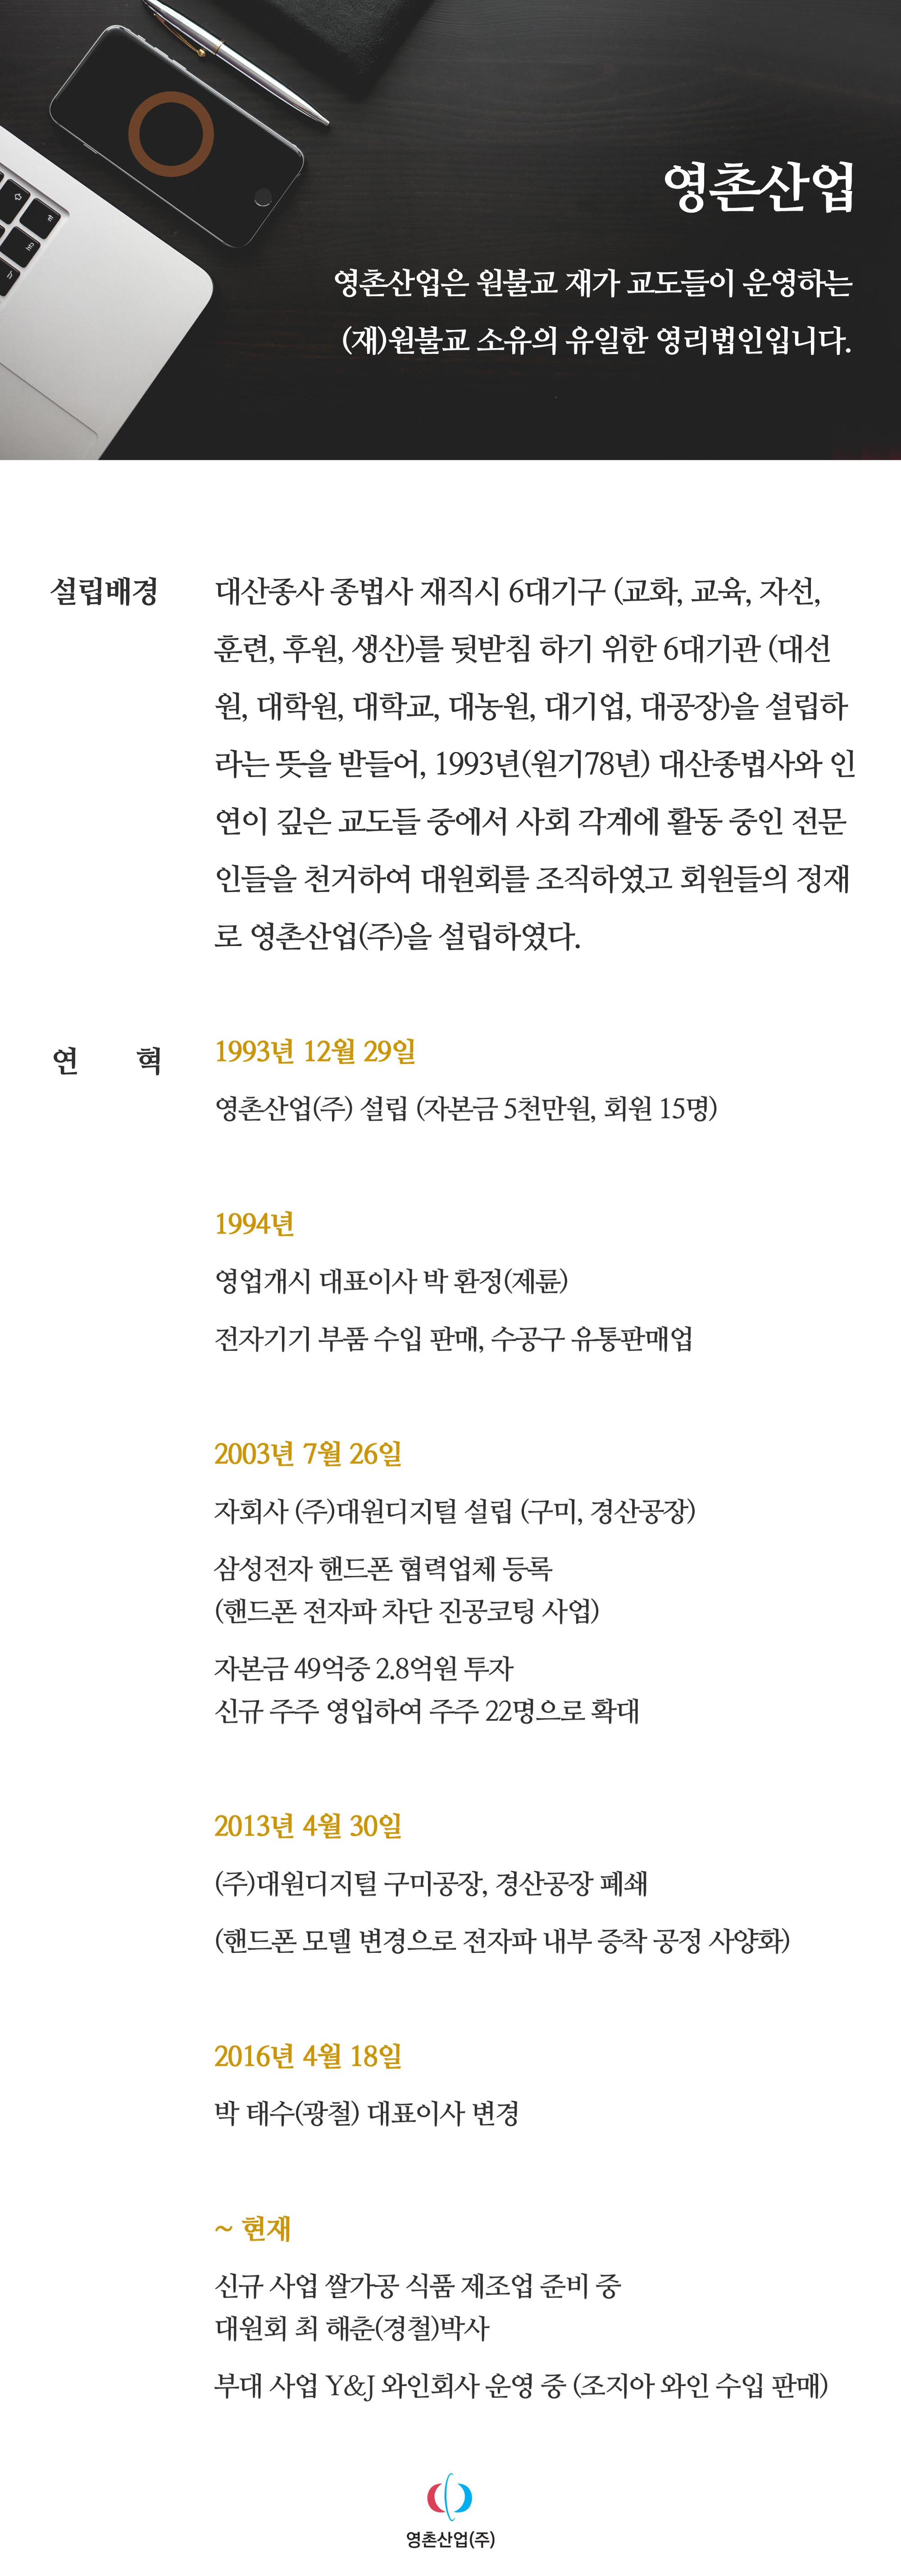 영촌산업
영촌산업은 원불교 재가 교도들이 운영하는
(재)원불교 소유의 유일한 영리법인입니다.
설립배경
대산종사 종법사 재직시 6대기구 (교화, 교육, 자선,
훈련, 후원, 생산)를 뒷받침 하기 위한 6대기관 (대선
원, 대학원, 대학교, 대농원, 대기업, 대공장)을 설립하
라는 뜻을 받들어, 1993년(원기78년) 대산종법사와 인
연이 깊은 교도들 중에서 사회 각계에 활동 중인 전문
인들을 천거하여 대원회를 조직하였고 회원들의 정재
로 영촌산업(주)을 설립하였다.
연 혁
1993년 12월 29일
영촌산업(주) 설립 (자본금 5천만원, 회원 15명)
1994년
영업개시 대표이사 박 환정(제륜)
전자기기 부품 수입 판매, 수공구 유통판매업
2003년 7월 26일
자회사 (주)대원디지털 설립 (구미, 경산공장)
삼성전자 핸드폰 협력업체 등록
(핸드폰 전자파 차단 진공코팅 사업)
자본금 49억중 2.8억원 투자
신규 주주 영입하여 주주 22명으로 확대
2013년 4월 30일
(주)대원디지털 구미공장, 경산공장 폐쇄
(핸드폰 모델 변경으로 전자파 내부 증착 공정 사양화)
2016년 4월 18일
박 태수(광철) 대표이사 변경
~ 현재
신규 사업 쌀가공 식품 제조업 준비 중
대원회 최 해춘(경철)박사
부대 사업 Y&J 와인회사 운영 중 (조지아 와인 수입 판매)
영촌산업(주)